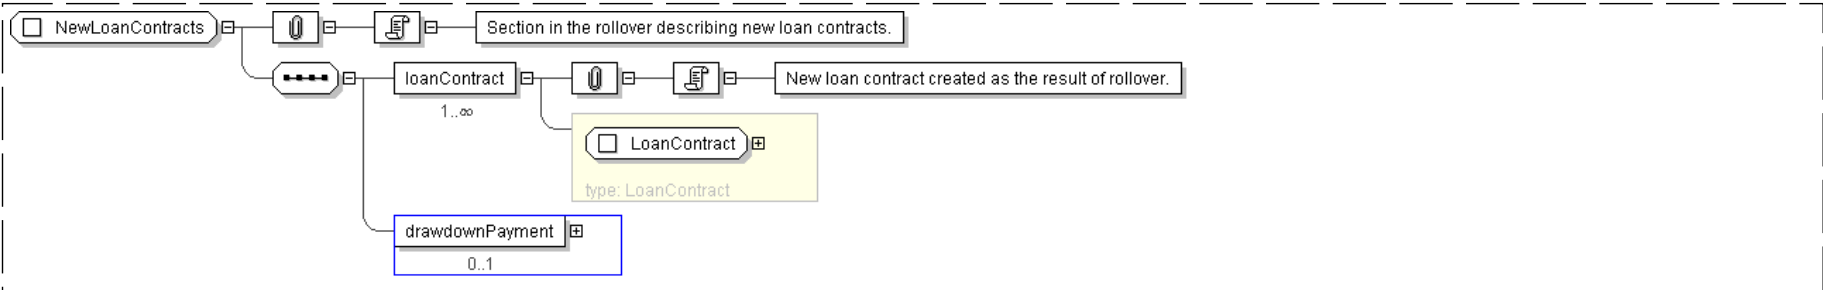 NewLoanContracts
Section in the rollover describing new loan contracts.
loanContract
New loan contract created as the result of rollover.
1..∞
LoanContract
type: LoanContract
drawdownPayment
0..1